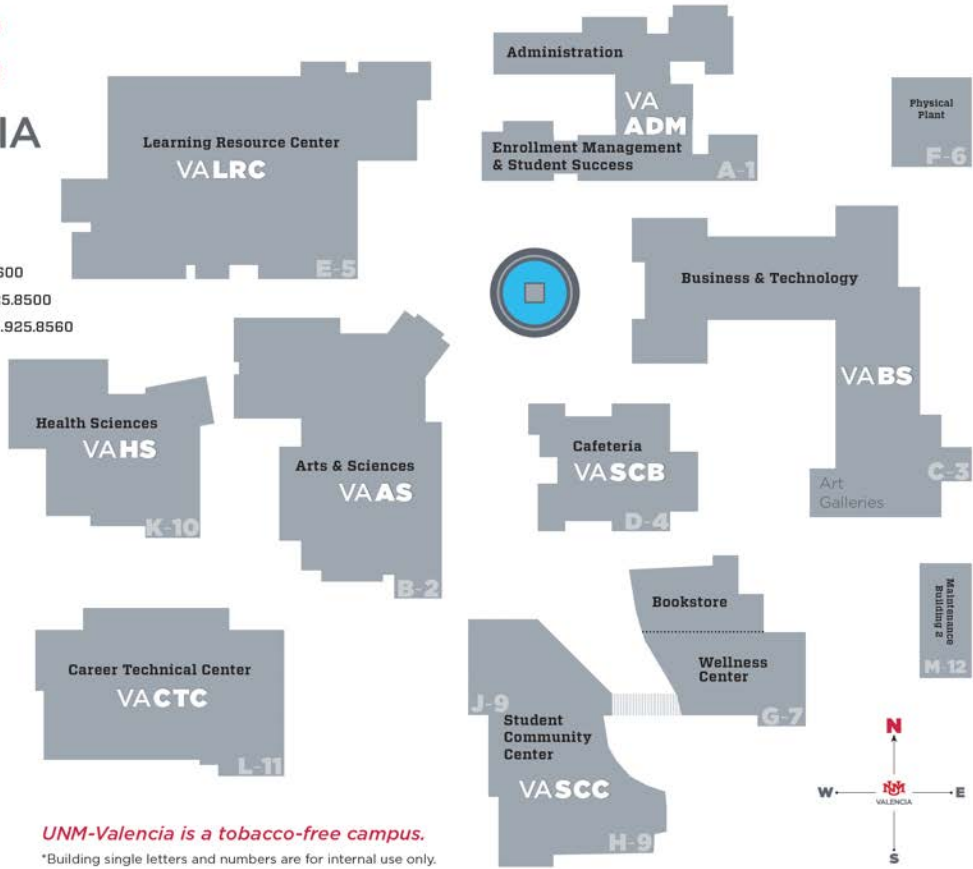 IA
600
5.8500
.925.8560
Administration
VA
ADM
Enrollment Management
& Student Success
A-1
Physical
Plant
F-6
Learning Resource Center
VALRC
E-5
Business & Technology
VABS
C-3
Art
Galleries
Health Sciences
VAHS
K-10
Arts & Sciences
VAAS
B-2
Cafeteria
VASCB
D-4
Bookstore
Wellness
Center
G-7
Maintenance
Building 2
M-12
Career Technical Center
VACTC
L-11
J-9
Student
Community
Center
VASCC
H-9
N
W
E
S
UNM
VALENCIA
UNM-Valencia is a tobacco-free campus.
*Building single letters and numbers are for internal use only.